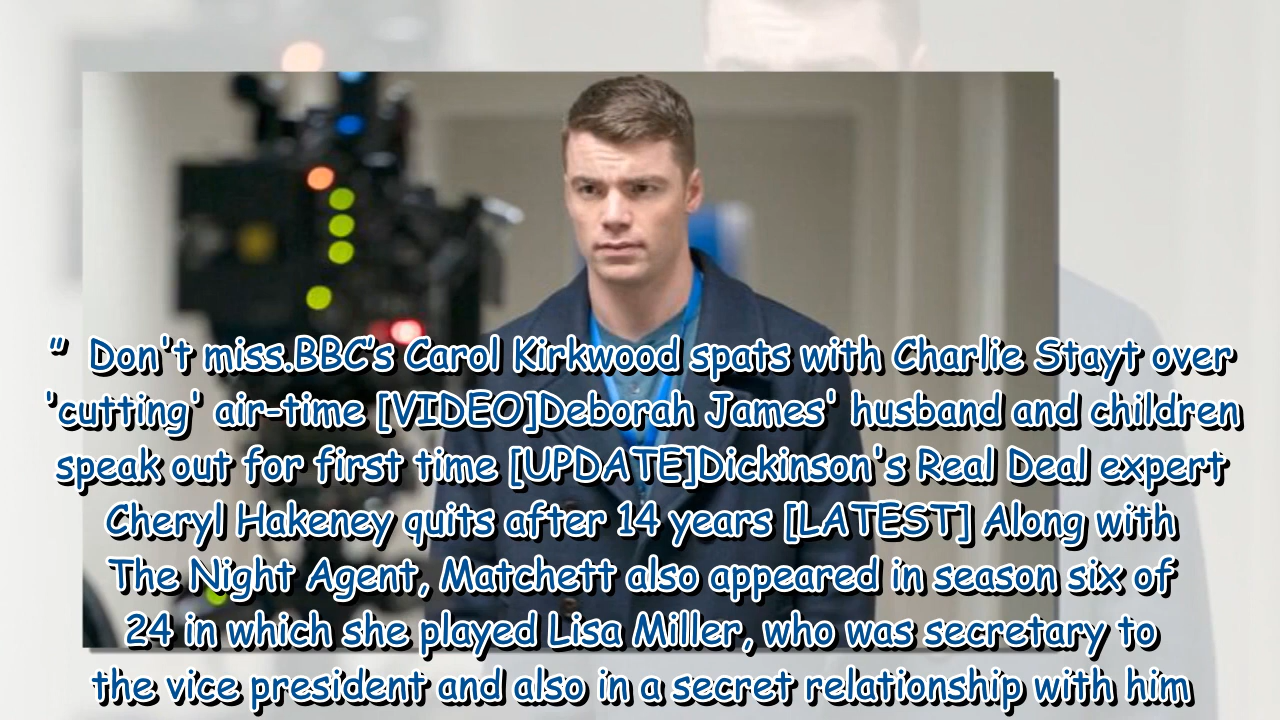 ”  Don't miss.BBC’s Carol Kirkwood spats with Charlie Stayt over
'cutting' air-time [VIDEO]Deborah James' husband and children
speak out for first time [UPDATE]Dickinson's Real Deal expert
Cheryl Hakeney quits after 14 years [LATEST] Along with
The Night Agent, Matchett also appeared in season six of
24 in which she played Lisa Miller, who was secretary to
the vice president and also in a secret relationship with him